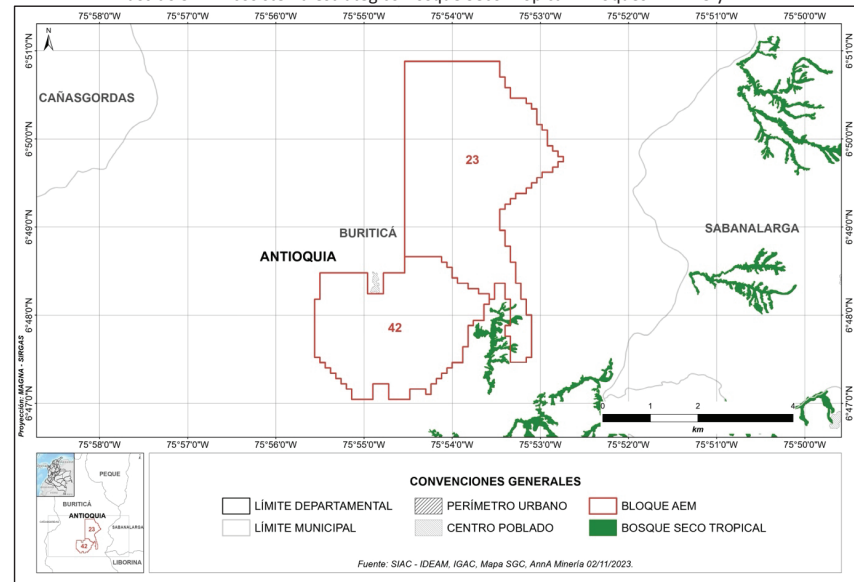 75°58'0"W 75°57'0"W 75°56'0"W 75°55'0"W 75°54'0"W 75°53'0"W 75°52'0"W 75°51'0"W 75°50'0"W
N
6°51'0"N 6°51'0"N
CAÑASGORDAS
6°50'0"N 6°50'0"N
23
6°49'0"N 6°49'0"N
BURITICÁ
SABANALARGA
ANTIOQUIA
6°48'0"N 6°48'0"N
42
6°47'0"N 6°47'0"N
0 1 2 4
km
Proyección: MAGNA - SIRGAS
75°58'0"W 75°57'0"W 75°56'0"W 75°55'0"W 75°54'0"W 75°53'0"W 75°52'0"W 75°51'0"W 75°50'0"W
PEQUE
BURITICÁ
ANTIOQUIA
23
SABANALARGA
42
LIBORINA
CONVENCIONES GENERALES
LÍMITE DEPARTAMENTAL PERÍMETRO URBANO BLOQUE AEM
LÍMITE MUNICIPAL CENTRO POBLADO BOSQUE SECO TROPICAL
Fuente: SIAC - IDEAM, IGAC, Mapa SGC, AnnA Minería 02/11/2023.